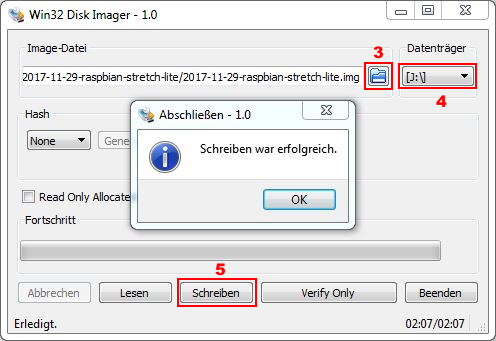 Win32 Disk Imager - 1.0
Image-Datei
Datenträger
3
2017-11-29-raspbian-stretch-lite/2017-11-29-raspbian-stretch-lite.img
[J:\]
4
Hash
None
Gene
Abschließen - 1.0
Schreiben war erfolgreich.
OK
Read Only Allocate
Fortschritt
5
Abbrechen
Lesen
Schreiben
Verify Only
Beenden
Erledigt.
02:07/02:07